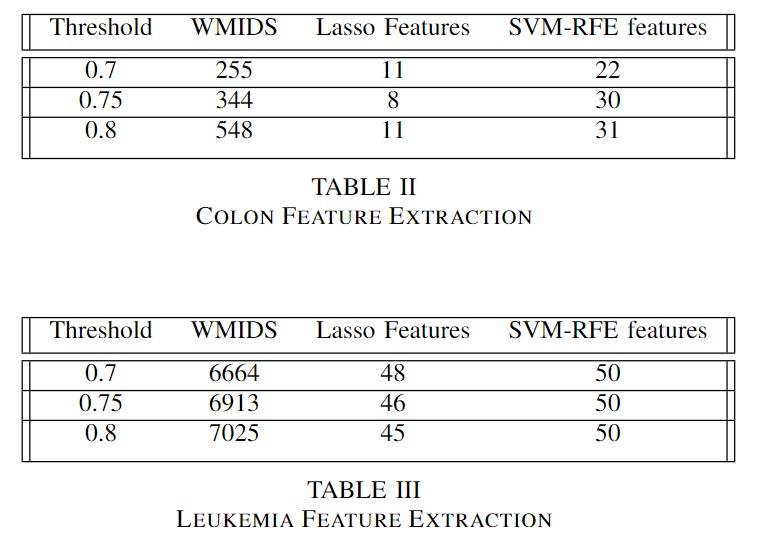 Threshold WMIDS Lasso Features SVM-RFE features
0.7 255 11 22
0.75 344 8 30
0.8 548 11 31
TABLE II
COLON FEATURE EXTRACTION
Threshold WMIDS Lasso Features SVM-RFE features
0.7 6664 48 50
0.75 6913 46 50
0.8 7025 45 50
TABLE III
LEUKEMIA FEATURE EXTRACTION